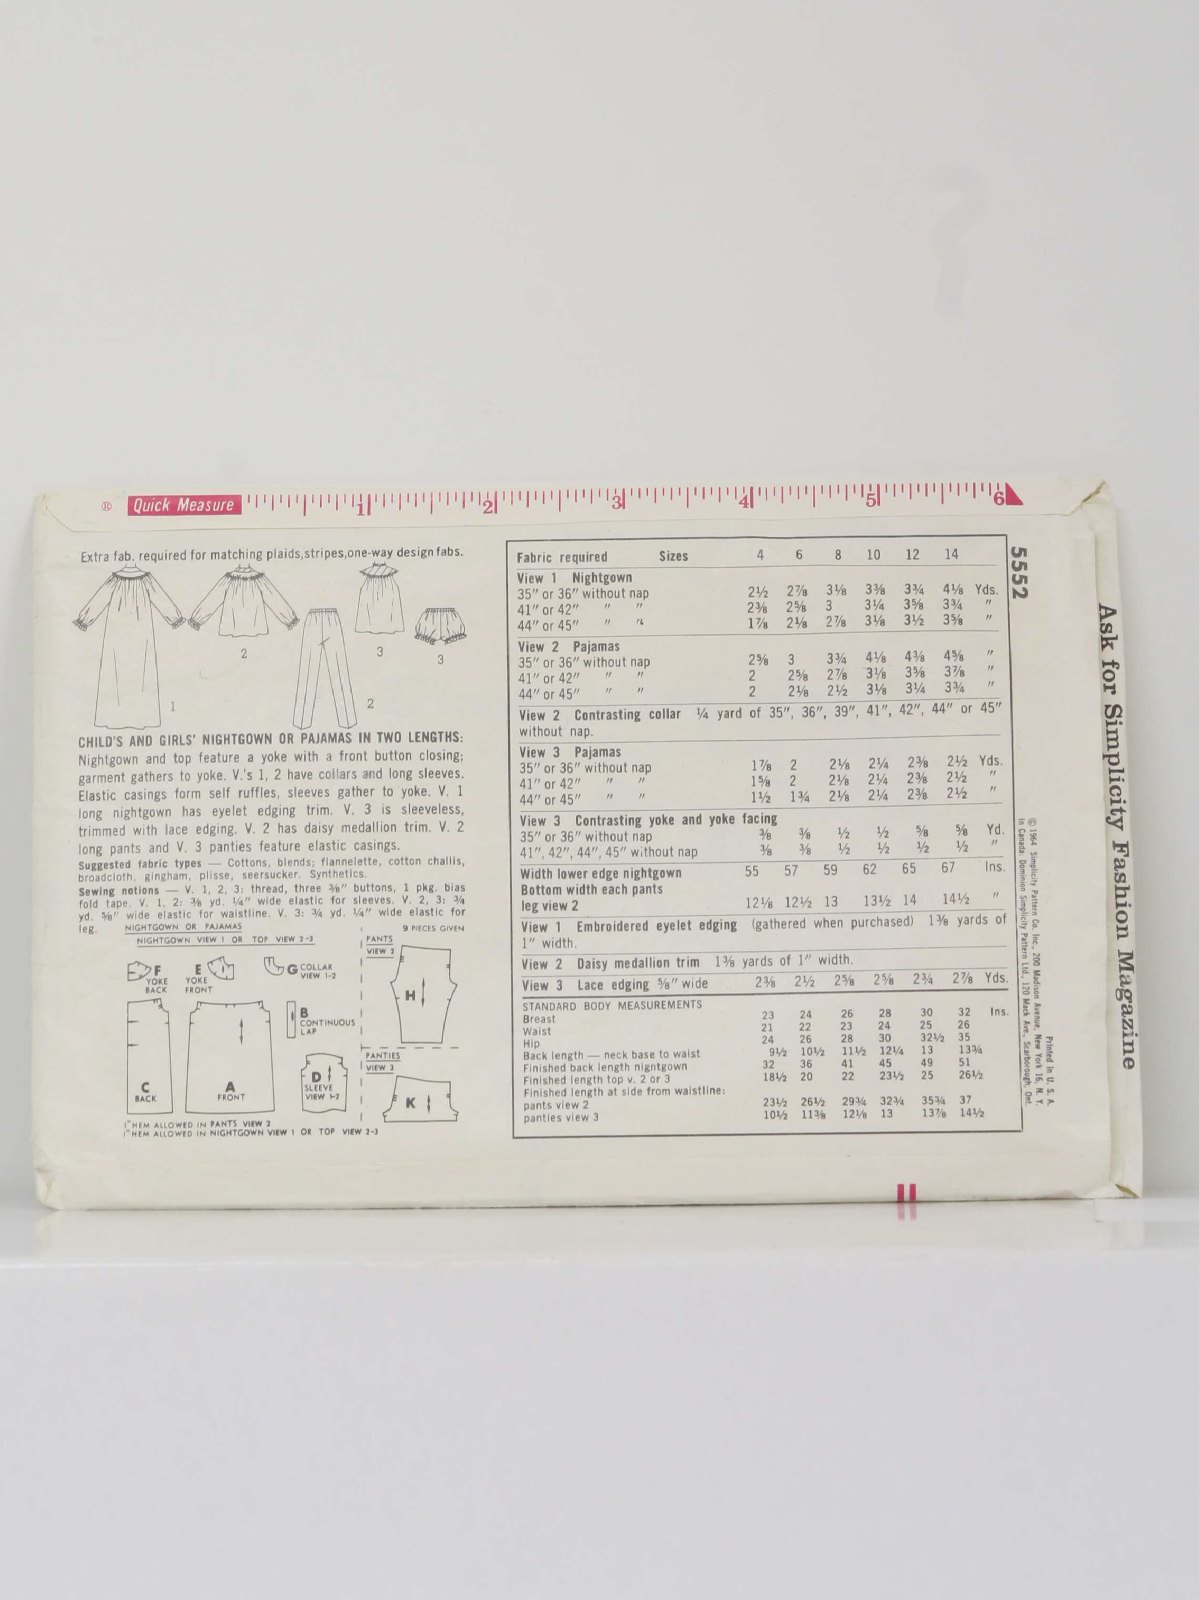 Quick Measure 1 2 3 4 5 6
Extra fab. required for matching plaids, stripes, one-way design fabs.
1
2
2
3
3
CHILD'S AND GIRLS' NIGHTGOWN OR PAJAMAS IN TWO LENGTHS:
Nightgown and top feature a yoke with a front button closing;
garment gathers to yoke. V.'s 1, 2 have collars and long sleeves.
Elastic casings form self ruffles, sleeves gather to yoke. V. 1
long nightgown has eyelet edging trim. V. 3 is sleeveless,
trimmed with lace edging. V. 2 has daisy medallion trim. V. 2
long pants and V. 3 panties feature elastic casings.
Suggested fabric types — Cottons, blends; flannelette, cotton challis,
broadcloth, gingham, plisse, seersucker. Synthetics.
Sewing notions — V. 1, 2, 3: thread, three ⅜" buttons, 1 pkg. bias
fold tape. V. 1, 2: ⅜ yd. ¼" wide elastic for sleeves. V. 2, 3: ¾
yd. ⅝" wide elastic for waistline. V. 3: ¾ yd. ¼" wide elastic for
leg.
NIGHTGOWN OR PAJAMAS
9 PIECES GIVEN
NIGHTGOWN VIEW 1 OR TOP VIEW 2-3
F YOKE BACK
E YOKE FRONT
G COLLAR VIEW 1-2
B CONTINUOUS LAP
C BACK
A FRONT
D SLEEVE VIEW 1-2
PANTS VIEW 2
H
PANTIES VIEW 3
K
1" HEM ALLOWED IN PANTS VIEW 2
1" HEM ALLOWED IN NIGHTGOWN VIEW 1 OR TOP VIEW 2-3
Fabric required Sizes 4 6 8 10 12 14
View 1 Nightgown
35" or 36" without nap 2½ 2⅞ 3⅛ 3⅜ 3¾ 4⅛ Yds.
41" or 42" " " 2⅜ 2⅝ 3 3¼ 3⅝ 3¾ "
44" or 45" " " 1⅞ 2⅛ 2⅞ 3⅛ 3½ 3⅝ "
View 2 Pajamas
35" or 36" without nap 2⅝ 3 3¾ 4⅛ 4⅜ 4⅝ "
41" or 42" " " 2 2⅝ 2⅞ 3⅛ 3⅝ 3⅞ "
44" or 45" " " 2 2⅛ 2½ 3⅛ 3¼ 3¾ "
View 2 Contrasting collar ¼ yard of 35", 36", 39", 41", 42", 44" or 45"
without nap.
View 3 Pajamas
35" or 36" without nap 1⅞ 2 2⅛ 2¼ 2⅜ 2½ Yds.
41" or 42" " " 1⅝ 2 2⅛ 2¼ 2⅜ 2½ "
44" or 45" " " 1½ 1¾ 2⅛ 2¼ 2⅜ 2½ "
View 3 Contrasting yoke and yoke facing
35" or 36" without nap ⅜ ⅜ ½ ½ ⅝ ⅝ Yd.
41", 42", 44", 45" without nap ⅜ ⅜ ½ ½ ½ ½ "
Width lower edge nightgown 55 57 59 62 65 67 Ins.
Bottom width each pants
leg view 2 12⅛ 12½ 13 13½ 14 14½ "
View 1 Embroidered eyelet edging (gathered when purchased) 1⅜ yards of
1" width.
View 2 Daisy medallion trim 1⅜ yards of 1" width.
View 3 Lace edging ⅝" wide 2⅜ 2½ 2⅝ 2⅝ 2¾ 2⅞ Yds.
STANDARD BODY MEASUREMENTS
Breast 23 24 26 28 30 32 Ins.
Waist 21 22 23 24 25 26
Hip 24 26 28 30 32½ 35
Back length — neck base to waist 9½ 10½ 11½ 12¼ 13 13¾
Finished back length nigntgown 32 36 41 45 49 51
Finished length top v. 2 or 3 18½ 20 22 23½ 25 26½
Finished length at side from waistline:
pants view 2 23½ 26½ 29¾ 32¾ 35¾ 37
panties view 3 10½ 11⅜ 12⅛ 13 13⅞ 14½
5552
© 1964 Simplicity Pattern Co. Inc., 200 Madison Avenue, New York 16, N. Y.
In Canada: Dominion Simplicity Pattern Ltd., 120 Mack Ave., Scarborough, Ont.
Printed in U. S. A.
Ask for Simplicity Fashion Magazine